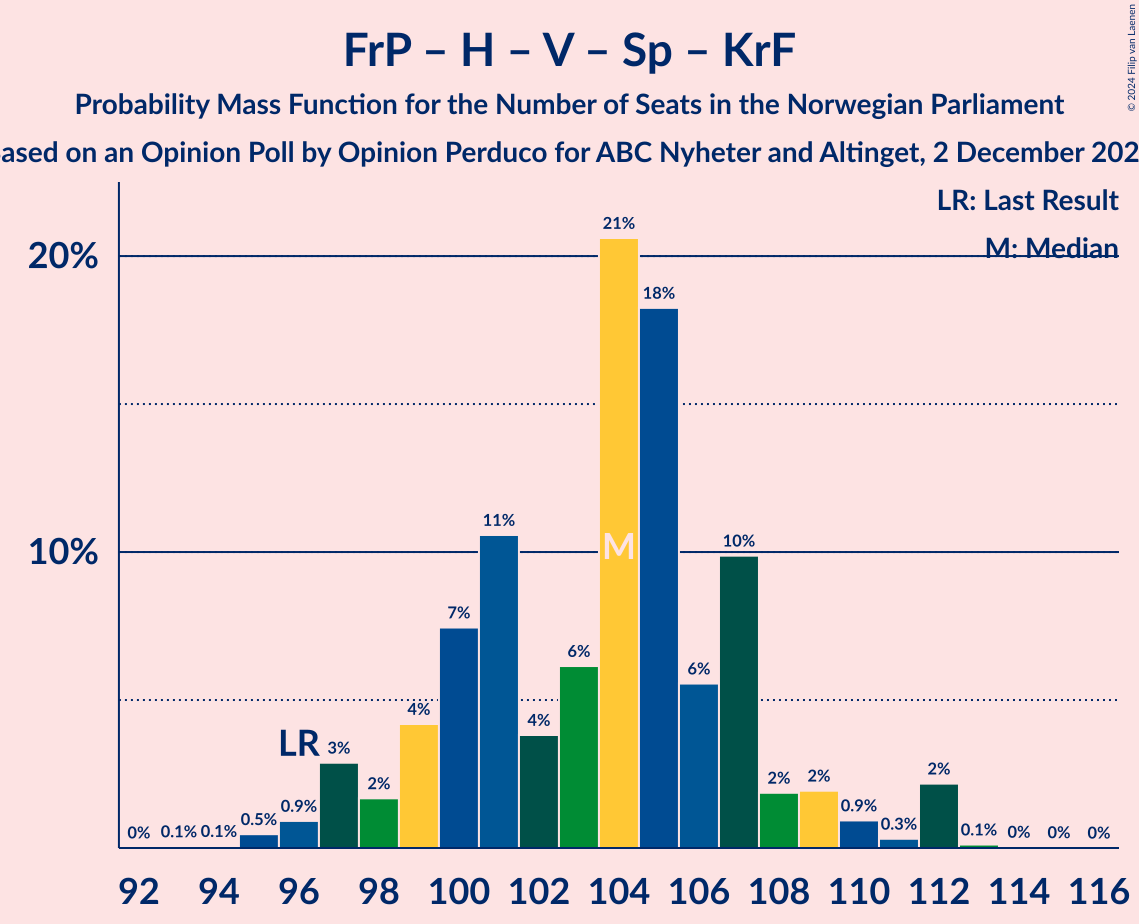 FrP – H – V – Sp – KrF
Probability Mass Function for the Number of Seats in the Norwegian Parliament
ased on an Opinion Poll by Opinion Perduco for ABC Nyheter and Altinget, 2 December 202
© 2024 Filip van Laenen
LR: Last Result
M: Median
20%
10%
0% 0.1% 0.1% 0.5% 0.9% 3% 2% 4% 7% 11% 4% 6% 21% 18% 6% 10% 2% 2% 0.9% 0.3% 2% 0.1% 0% 0% 0%
LR
M
92 94 96 98 100 102 104 106 108 110 112 114 116